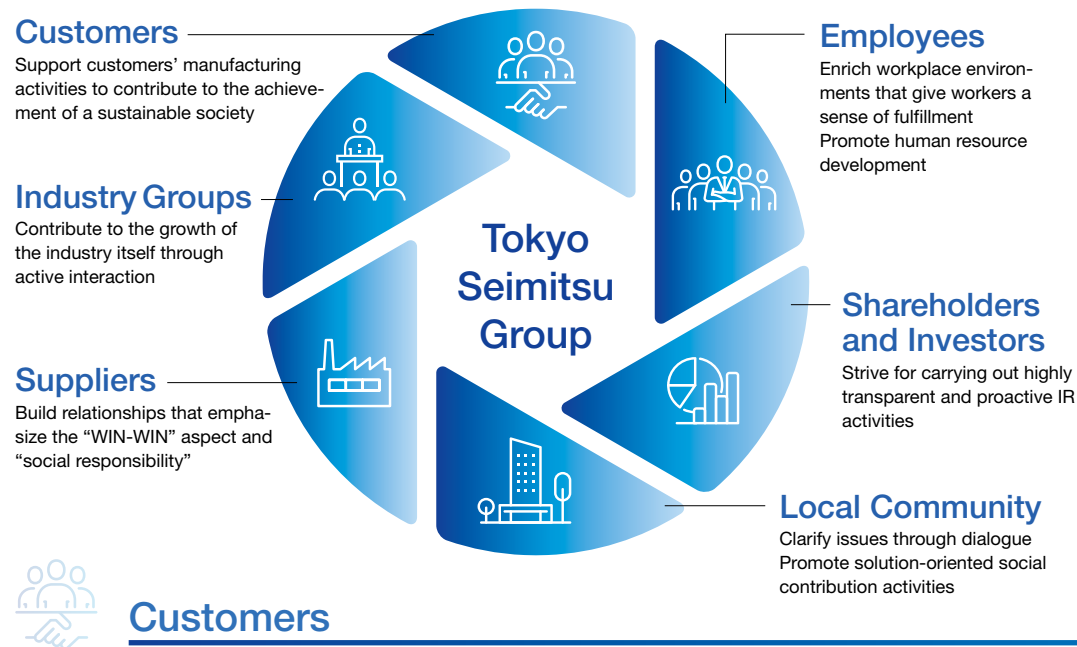 Customers
Support customers’ manufacturing
activities to contribute to the achieve-
ment of a sustainable society
Industry Groups
Contribute to the growth of
the industry itself through
active interaction
Suppliers
Build relationships that empha-
size the “WIN-WIN” aspect and
“social responsibility”
Tokyo
Seimitsu
Group
Employees
Enrich workplace environ-
ments that give workers a
sense of fulfillment
Promote human resource
development
Shareholders
and Investors
Strive for carrying out highly
transparent and proactive IR
activities
Local Community
Clarify issues through dialogue
Promote solution-oriented social
contribution activities
Customers